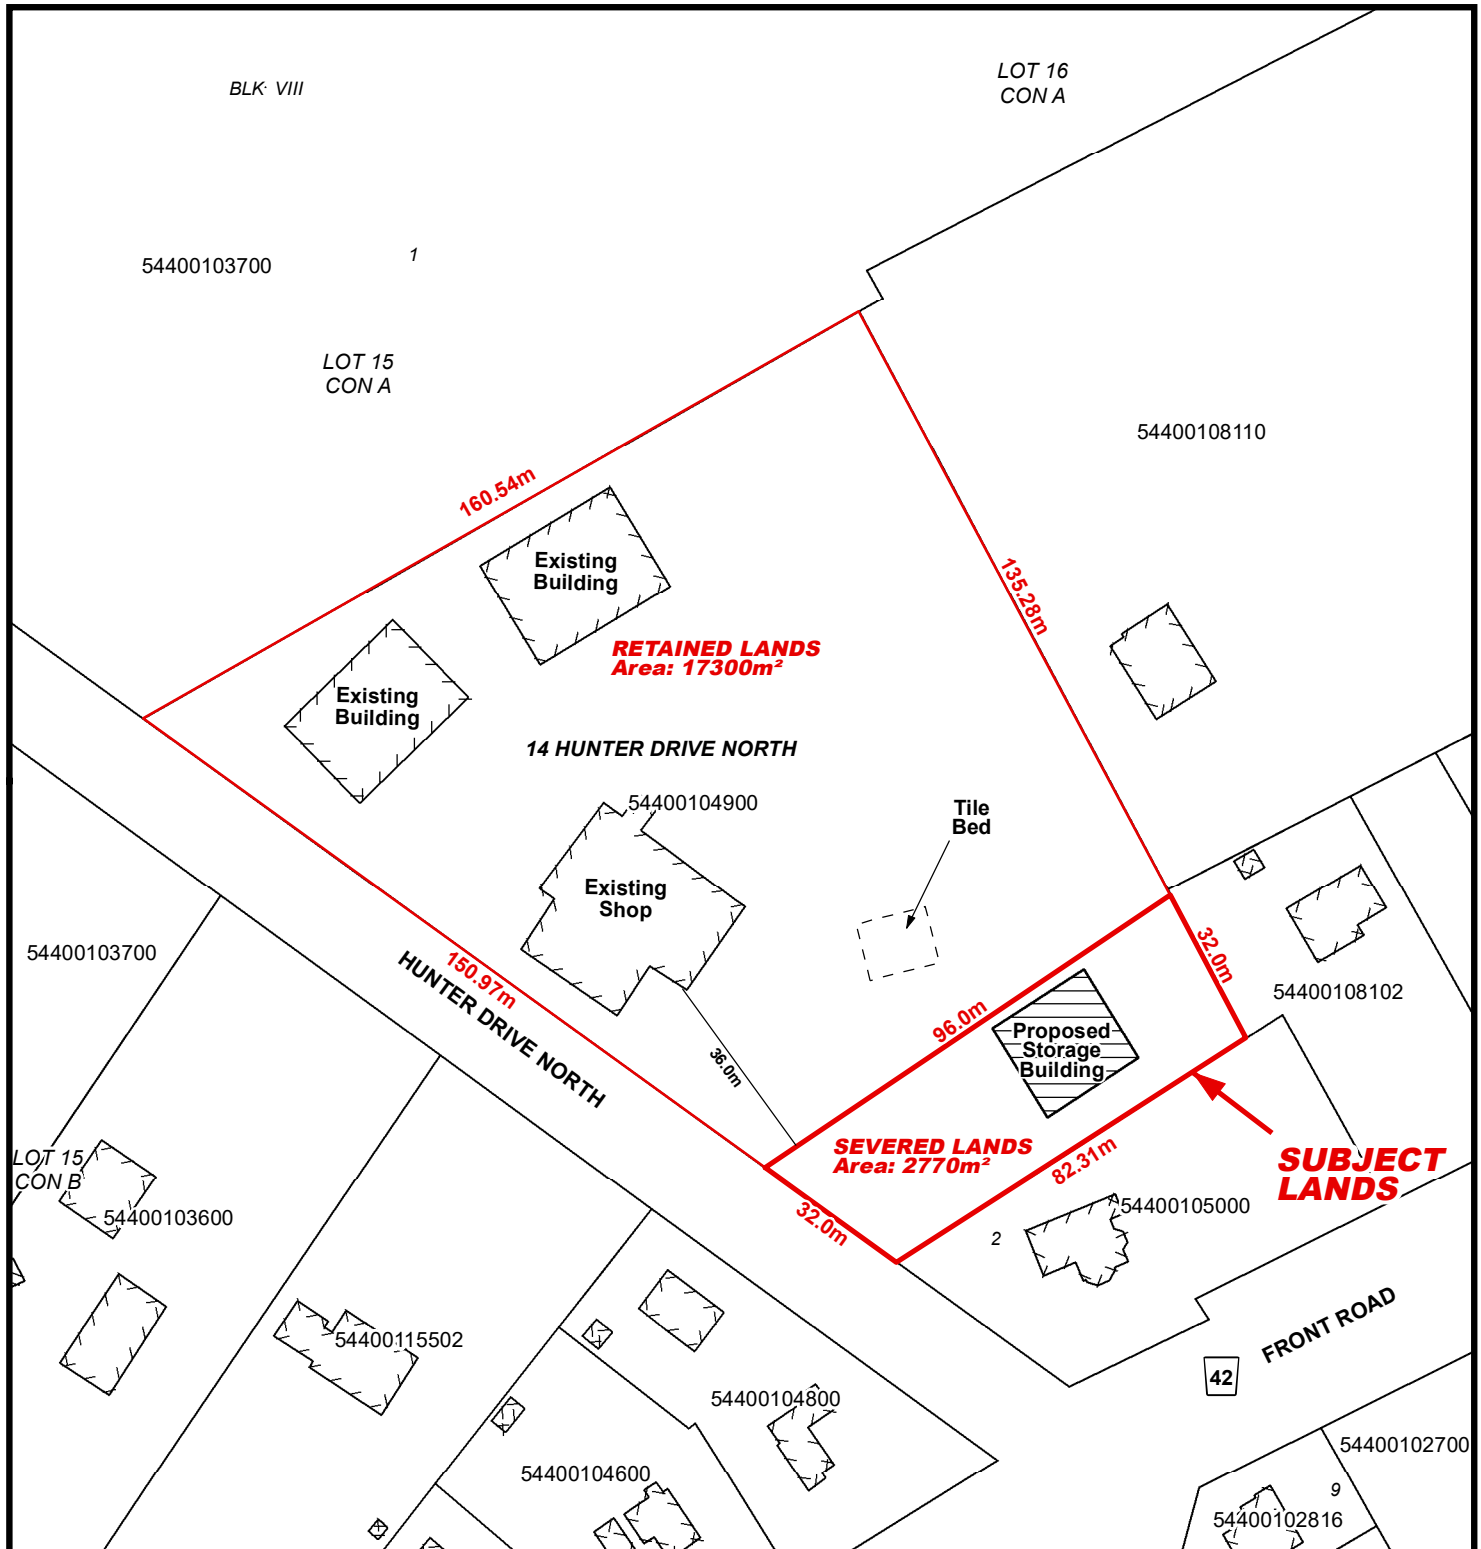 BLK· VIII
LOT 16
CON A
54400103700
1
LOT 15
CON A
54400108110
160.54m
Existing
Building
135.28m
RETAINED LANDS
Area: 17300m²
Existing
Building
14 HUNTER DRIVE NORTH
54400104900
Tile
Bed
Existing
Shop
54400103700
150.97m
HUNTER DRIVE NORTH
32.0m
54400108102
96.0m
Proposed
Storage
Building
36.0m
SEVERED LANDS
Area: 2770m²
82.31m
SUBJECT
LANDS
LOT 15
CON B
54400103600
32.0m
54400105000
2
FRONT ROAD
54400115502
42
54400104800
54400102700
54400104600
9
54400102816